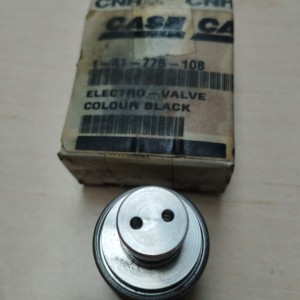 CNH CNH
CASE CA
1-31-775-108
ELECTRO-VALVE
COLOUR BLACK